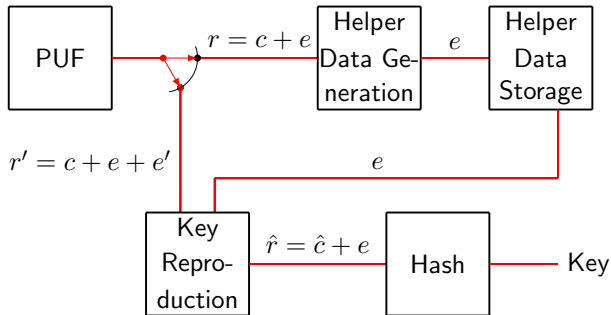 PUF
r = c + e
Helper
Data Ge-
neration
e
Helper
Data
Storage
r′ = c + e + e′
e
Key
Repro-
duction
r̂ = ĉ + e
Hash
Key